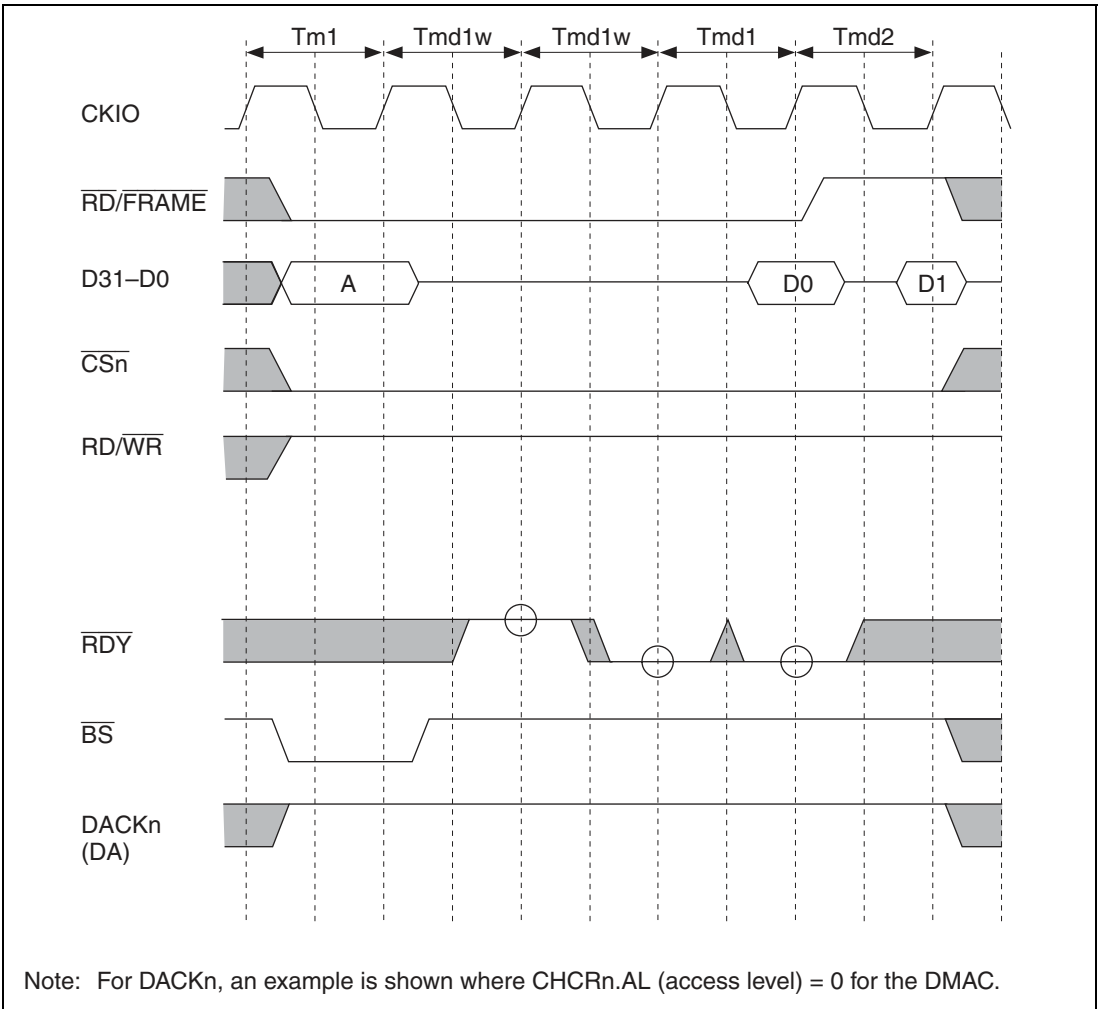 Tm1 Tmd1w Tmd1w Tmd1 Tmd2
CKIO
RD/FRAME
D31–D0 A D0 D1
CSn
RD/WR
RDY
BS
DACKn
(DA)
Note: For DACKn, an example is shown where CHCRn.AL (access level) = 0 for the DMAC.